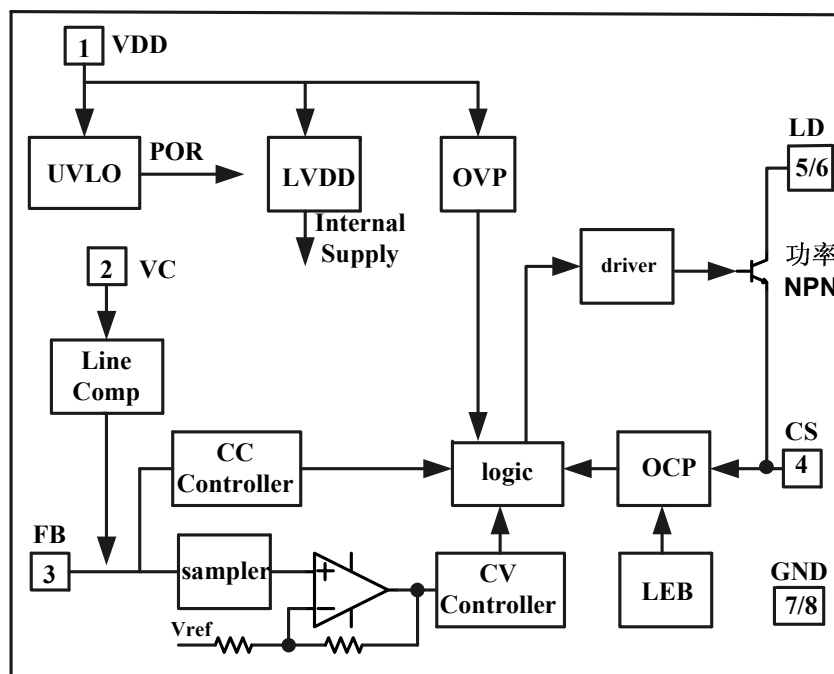 1 VDD
LD
5/6
UVLO
POR
LVDD
OVP
Internal
Supply
2 VC
driver
功率
NPN
Line
Comp
CC
Controller
logic
OCP
CS
4
FB
3
sampler
+
−
CV
Controller
LEB
GND
7/8
Vref